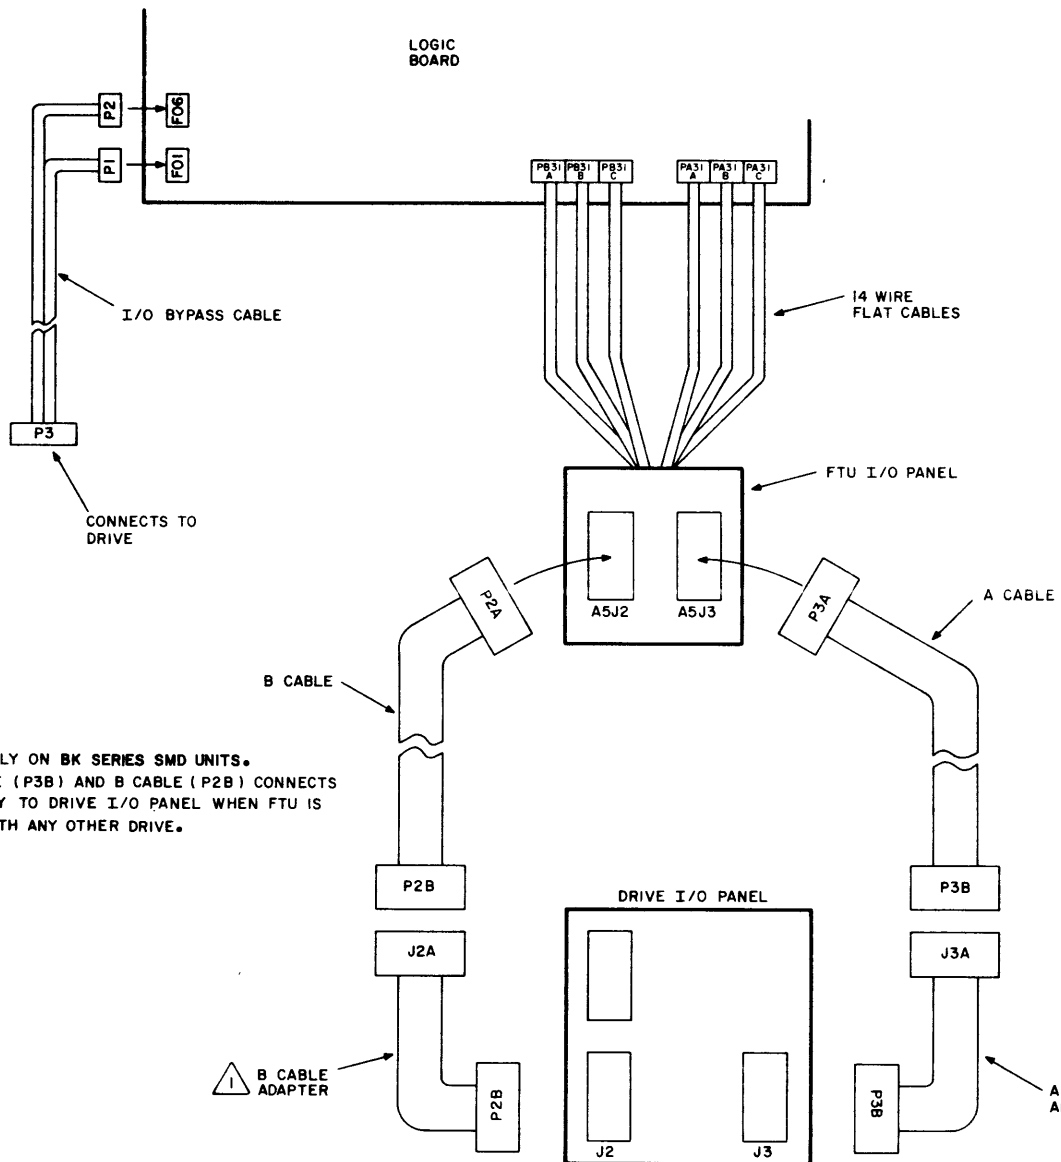 LOGIC
BOARD
P2
F06
P1
F01
PB31
A
PB31
B
PB31
C
PA31
A
PA31
B
PA31
C
I/O BYPASS CABLE
14 WIRE
FLAT CABLES
P3
CONNECTS TO
DRIVE
FTU I/O PANEL
P2A
A5J2
A5J3
P3A
A CABLE
B CABLE
LY ON BK SERIES SMD UNITS.
E (P3B) AND B CABLE (P2B) CONNECTS
Y TO DRIVE I/O PANEL WHEN FTU IS
TH ANY OTHER DRIVE.
P2B
P3B
DRIVE I/O PANEL
J2A
J3A
1 B CABLE
ADAPTER
P2B
P3B
A
A
J2
J3